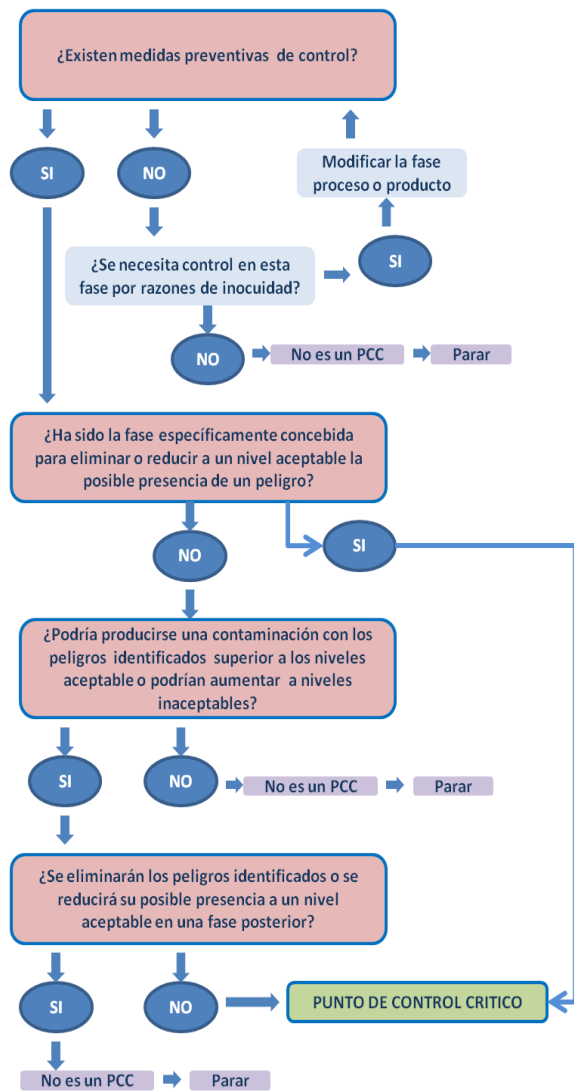 ¿Existen medidas preventivas de control?
SI
NO
Modificar la fase
proceso o producto
¿Se necesita control en esta
fase por razones de inocuidad?
SI
NO
No es un PCC
Parar
¿Ha sido la fase específicamente concebida
para eliminar o reducir a un nivel aceptable la
posible presencia de un peligro?
NO
SI
¿Podría producirse una contaminación con los
peligros identificados superior a los niveles
aceptable o podrían aumentar a niveles
inaceptables?
SI
NO
No es un PCC
Parar
¿Se eliminarán los peligros identificados o se
reducirá su posible presencia a un nivel
aceptable en una fase posterior?
SI
NO
PUNTO DE CONTROL CRITICO
No es un PCC
Parar